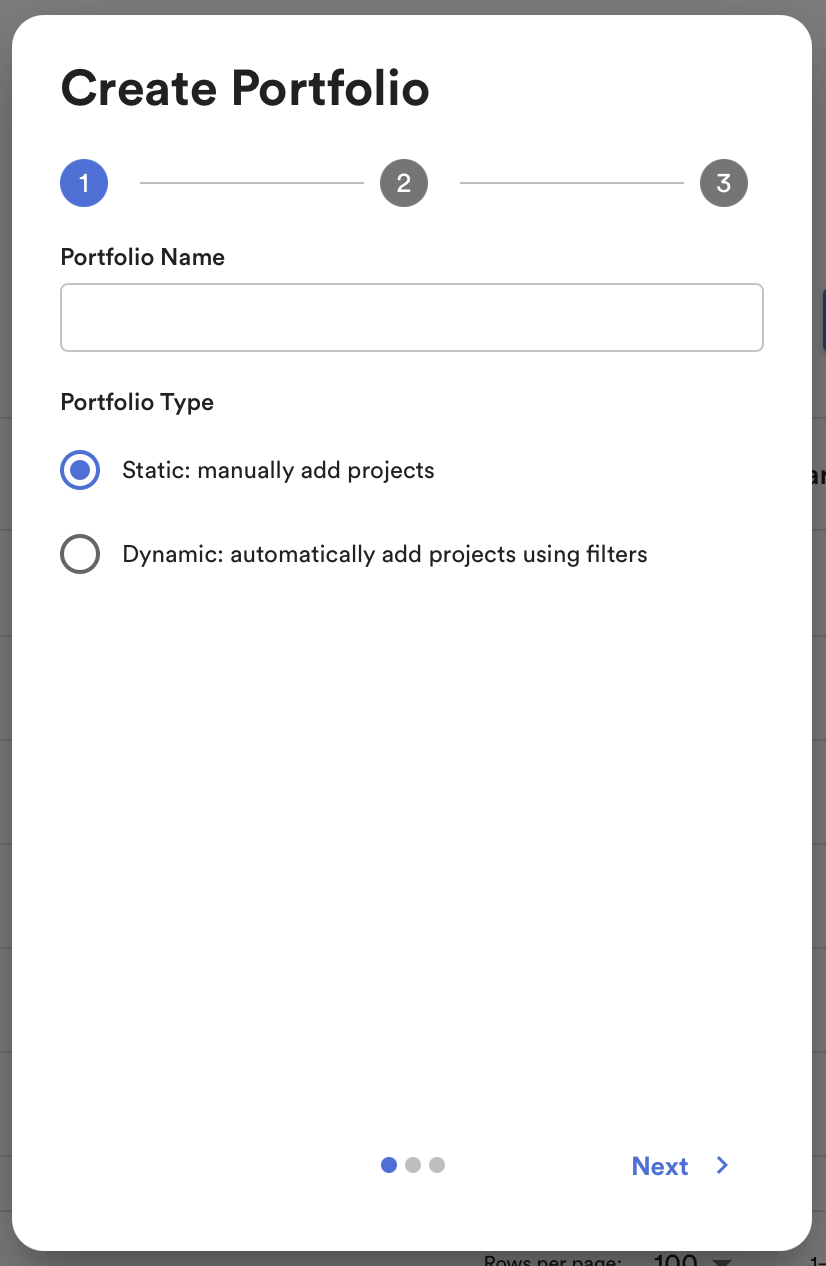 Create Portfolio
1 2 3
Portfolio Name
Portfolio Type
Static: manually add projects
Dynamic: automatically add projects using filters
Next
Rows per page: 100